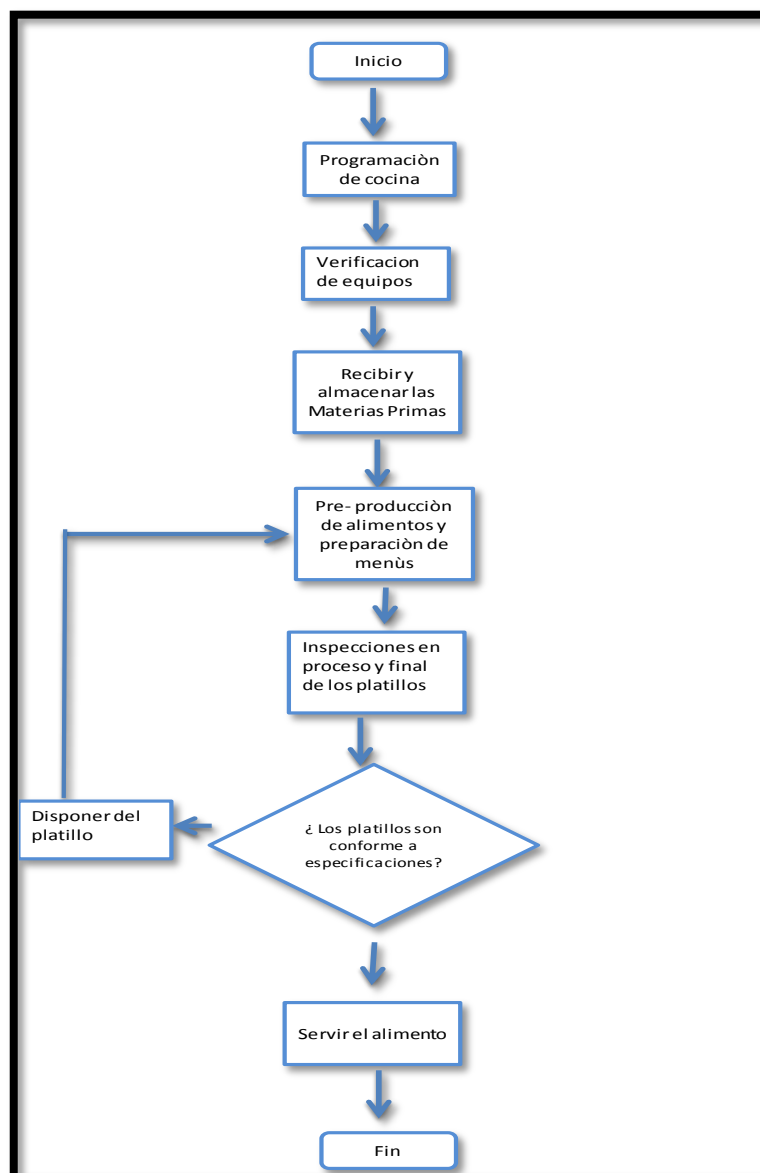 Inicio
Programaciòn
de cocina
Verificacion
de equipos
Recibir y
almacenar las
Materias Primas
Pre- producciòn
de alimentos y
preparaciòn de
menùs
Inspecciones en
proceso y final
de los platillos
Disponer del
platillo
¿ Los platillos son
conforme a
especificaciones?
Servir el alimento
Fin